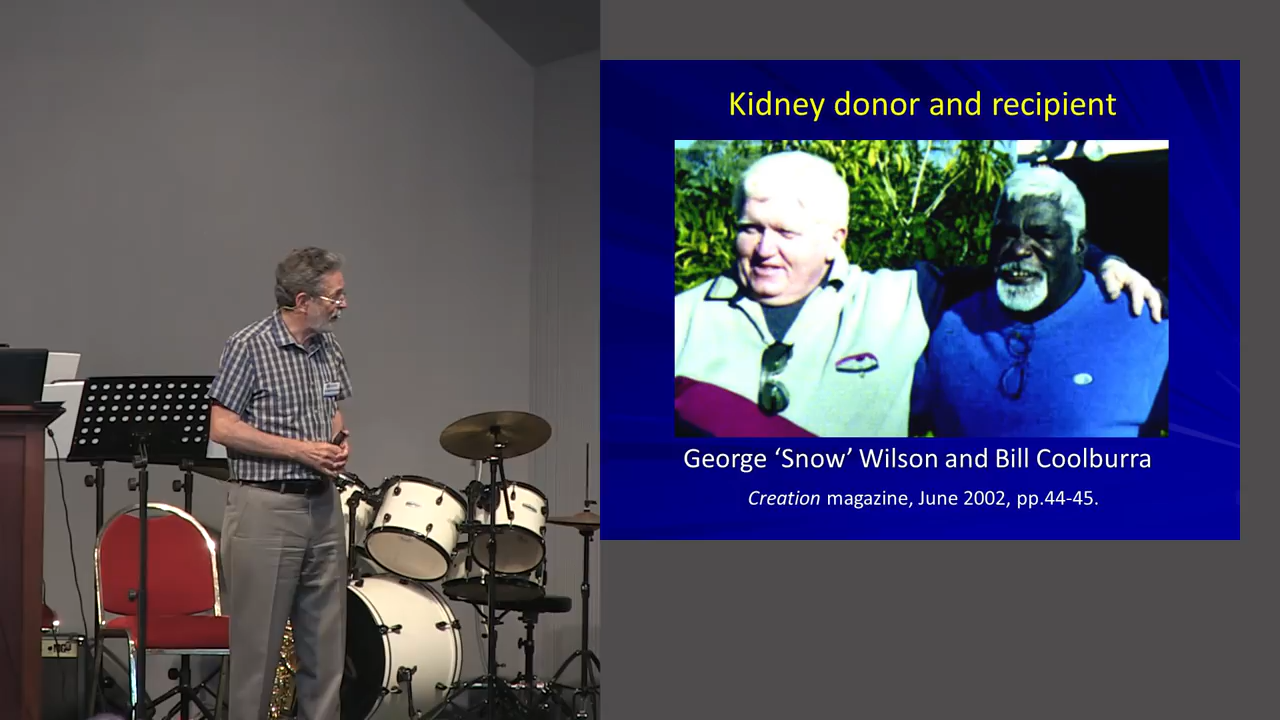 Kidney donor and recipient
George ‘Snow’ Wilson and Bill Coolburra
Creation magazine, June 2002, pp.44-45.